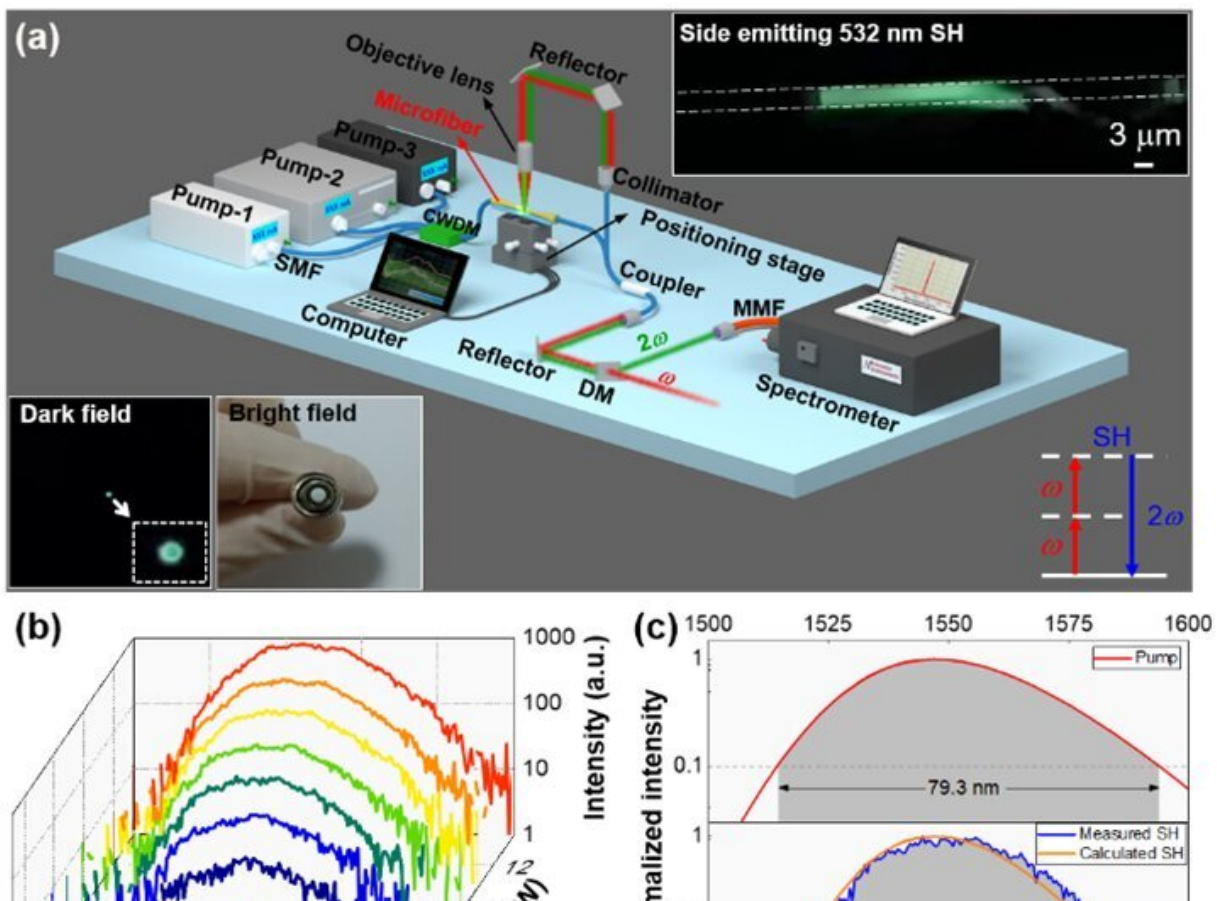 (a)
Side emitting 532 nm SH
3 μm
Objective lens
Reflector
Microfiber
Pump-3
Pump-2
Pump-1
CWDM
SMF
Collimator
Positioning stage
Computer
Coupler
MMF
Reflector
DM
2ω
ω
Spectrometer
Dark field
Bright field
SH
ω
ω
2ω
(b)
1000
100
10
1
Intensity (a.u.)
12
(c)
1500 1525 1550 1575 1600
1
Pump
0.1
79.3 nm
1
Measured SH
Calculated SH
intensity